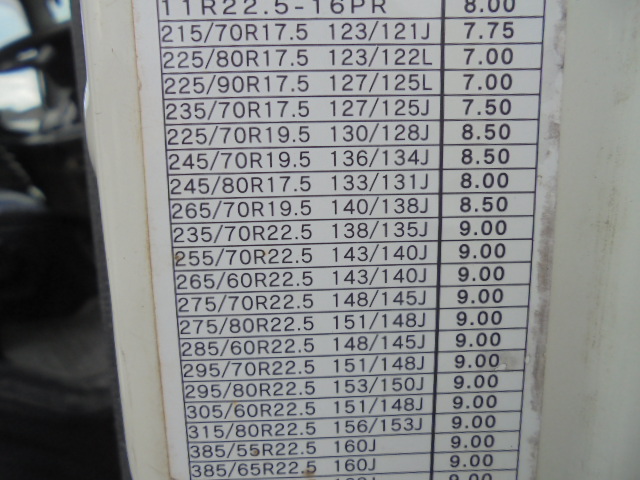 11R22.5-16PR 8.00
215/70R17.5 123/121J 7.75
225/80R17.5 123/122L 7.00
225/90R17.5 127/125L 7.00
235/70R17.5 127/125J 7.50
225/70R19.5 130/128J 8.50
245/70R19.5 136/134J 8.50
245/80R17.5 133/131J 8.00
265/70R19.5 140/138J 8.50
235/70R22.5 138/135J 9.00
255/70R22.5 143/140J 9.00
265/60R22.5 143/140J 9.00
275/70R22.5 148/145J 9.00
275/80R22.5 151/148J 9.00
285/60R22.5 148/145J 9.00
295/70R22.5 151/148J 9.00
295/80R22.5 153/150J 9.00
305/60R22.5 151/148J 9.00
315/80R22.5 156/153J 9.00
385/55R22.5 160J 9.00
385/65R22.5 160J 9.00